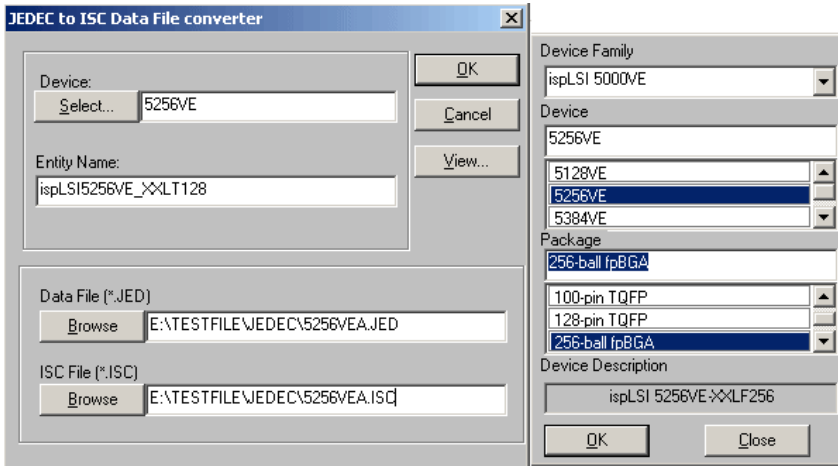 JEDEC to ISC Data File converter
Device:
Select...
5256VE
Entity Name:
ispLSI5256VE_XXLT128
OK
Cancel
View...
Data File (*.JED)
Browse
E:\TESTFILE\JEDEC\5256VEA.JED
ISC File (*.ISC)
Browse
E:\TESTFILE\JEDEC\5256VEA.ISC
Device Family
ispLSI 5000VE
Device
5256VE
5128VE
5256VE
5384VE
Package
256-ball fpBGA
100-pin TQFP
128-pin TQFP
256-ball fpBGA
Device Description
ispLSI 5256VE-XXLF256
OK
Close